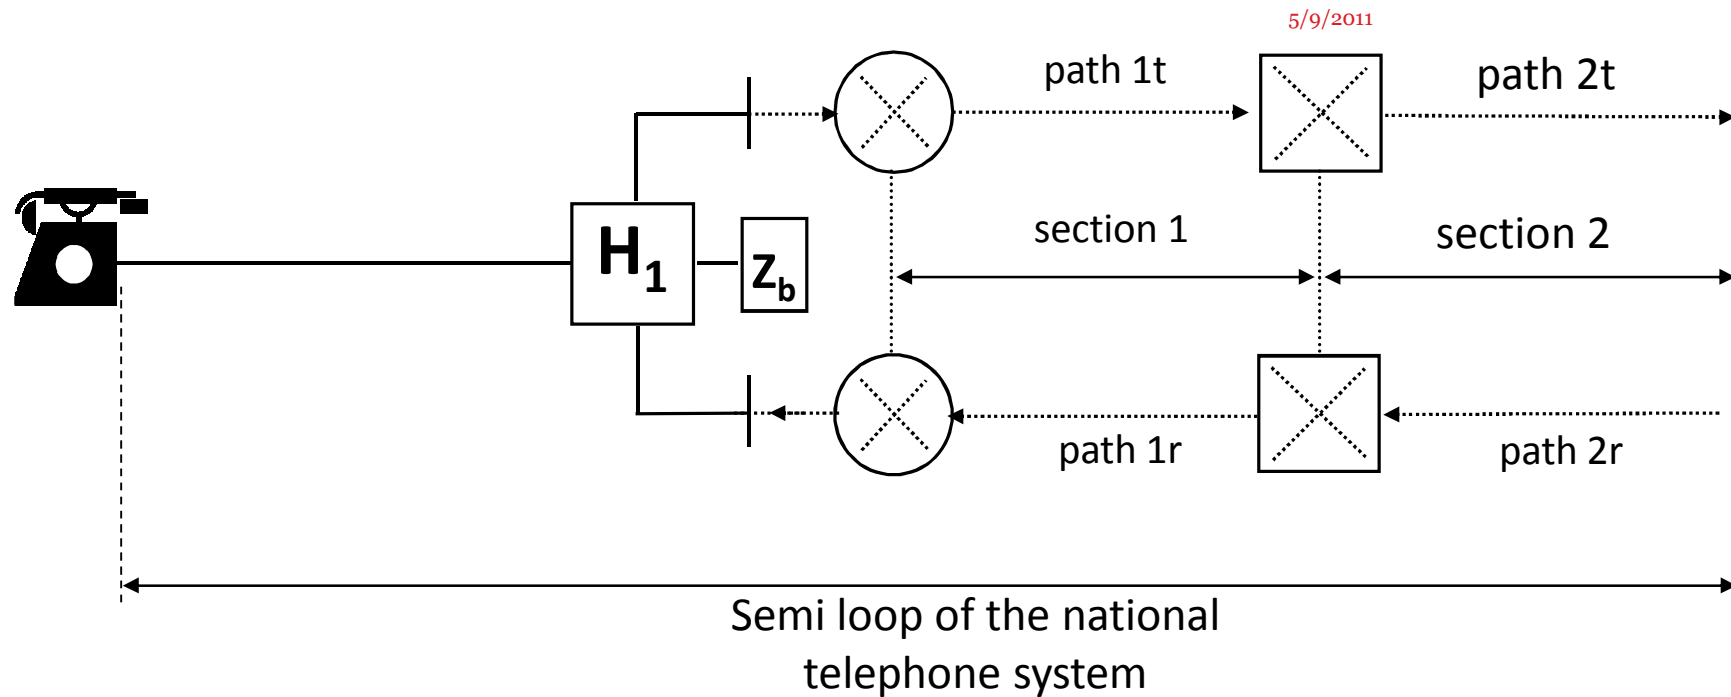 5/9/2011
path 1t
path 2t
H1
Zb
section 1
section 2
path 1r
path 2r
Semi loop of the national
telephone system